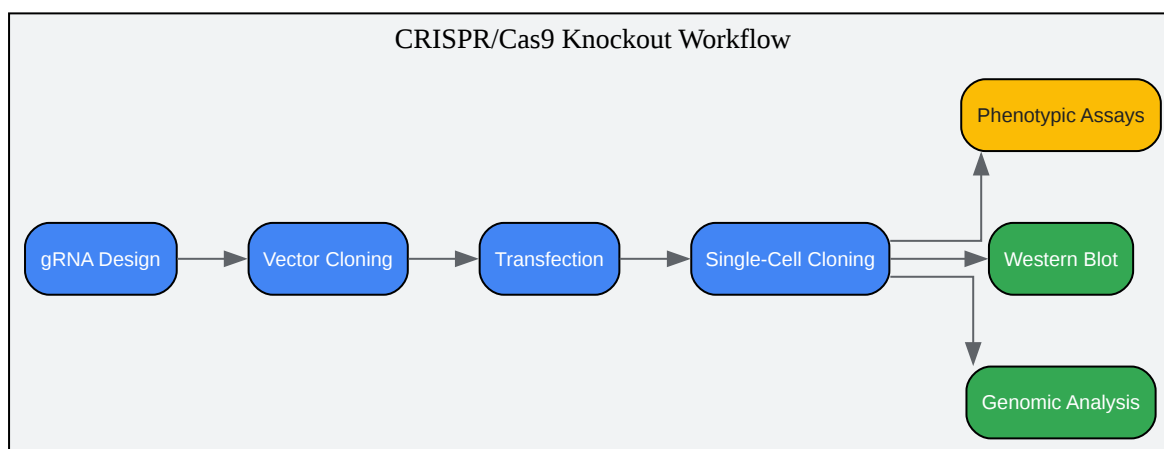 CRISPR/Cas9 Knockout Workflow
Phenotypic Assays
gRNA Design
Vector Cloning
Transfection
Single-Cell Cloning
Western Blot
Genomic Analysis